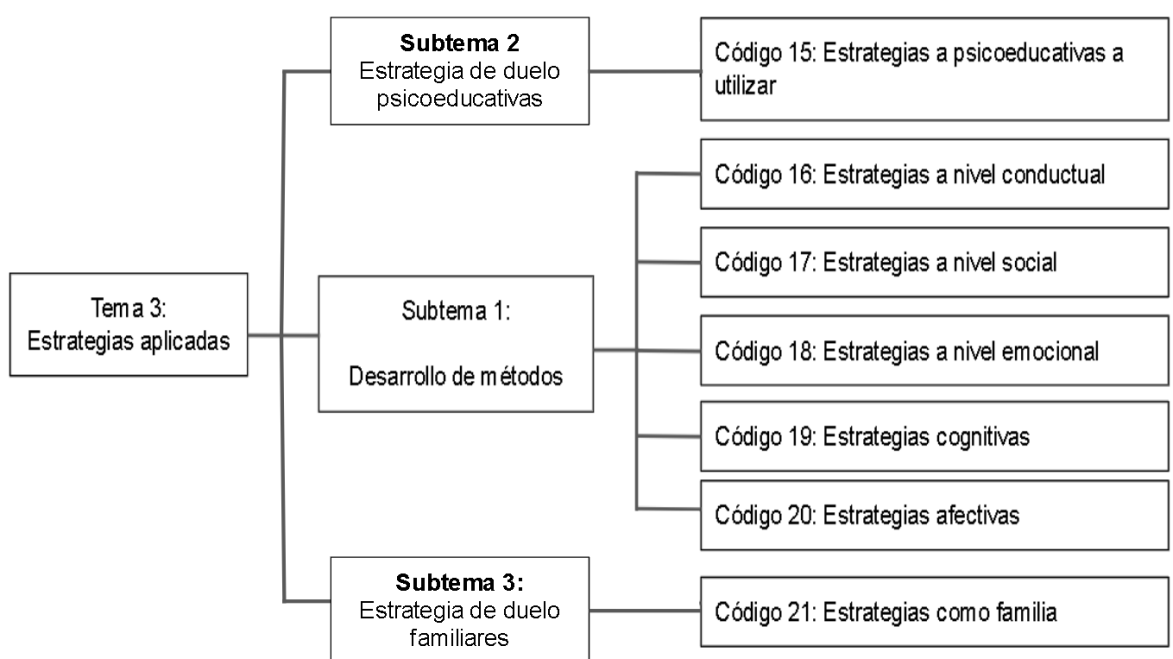 Subtema 2
Estrategia de duelo
psicoeducativas
Código 15: Estrategias a psicoeducativas a
utilizar
Código 16: Estrategias a nivel conductual
Código 17: Estrategias a nivel social
Tema 3:
Estrategias aplicadas
Subtema 1:
Desarrollo de métodos
Código 18: Estrategias a nivel emocional
Código 19: Estrategias cognitivas
Código 20: Estrategias afectivas
Subtema 3:
Estrategia de duelo
familiares
Código 21: Estrategias como familia